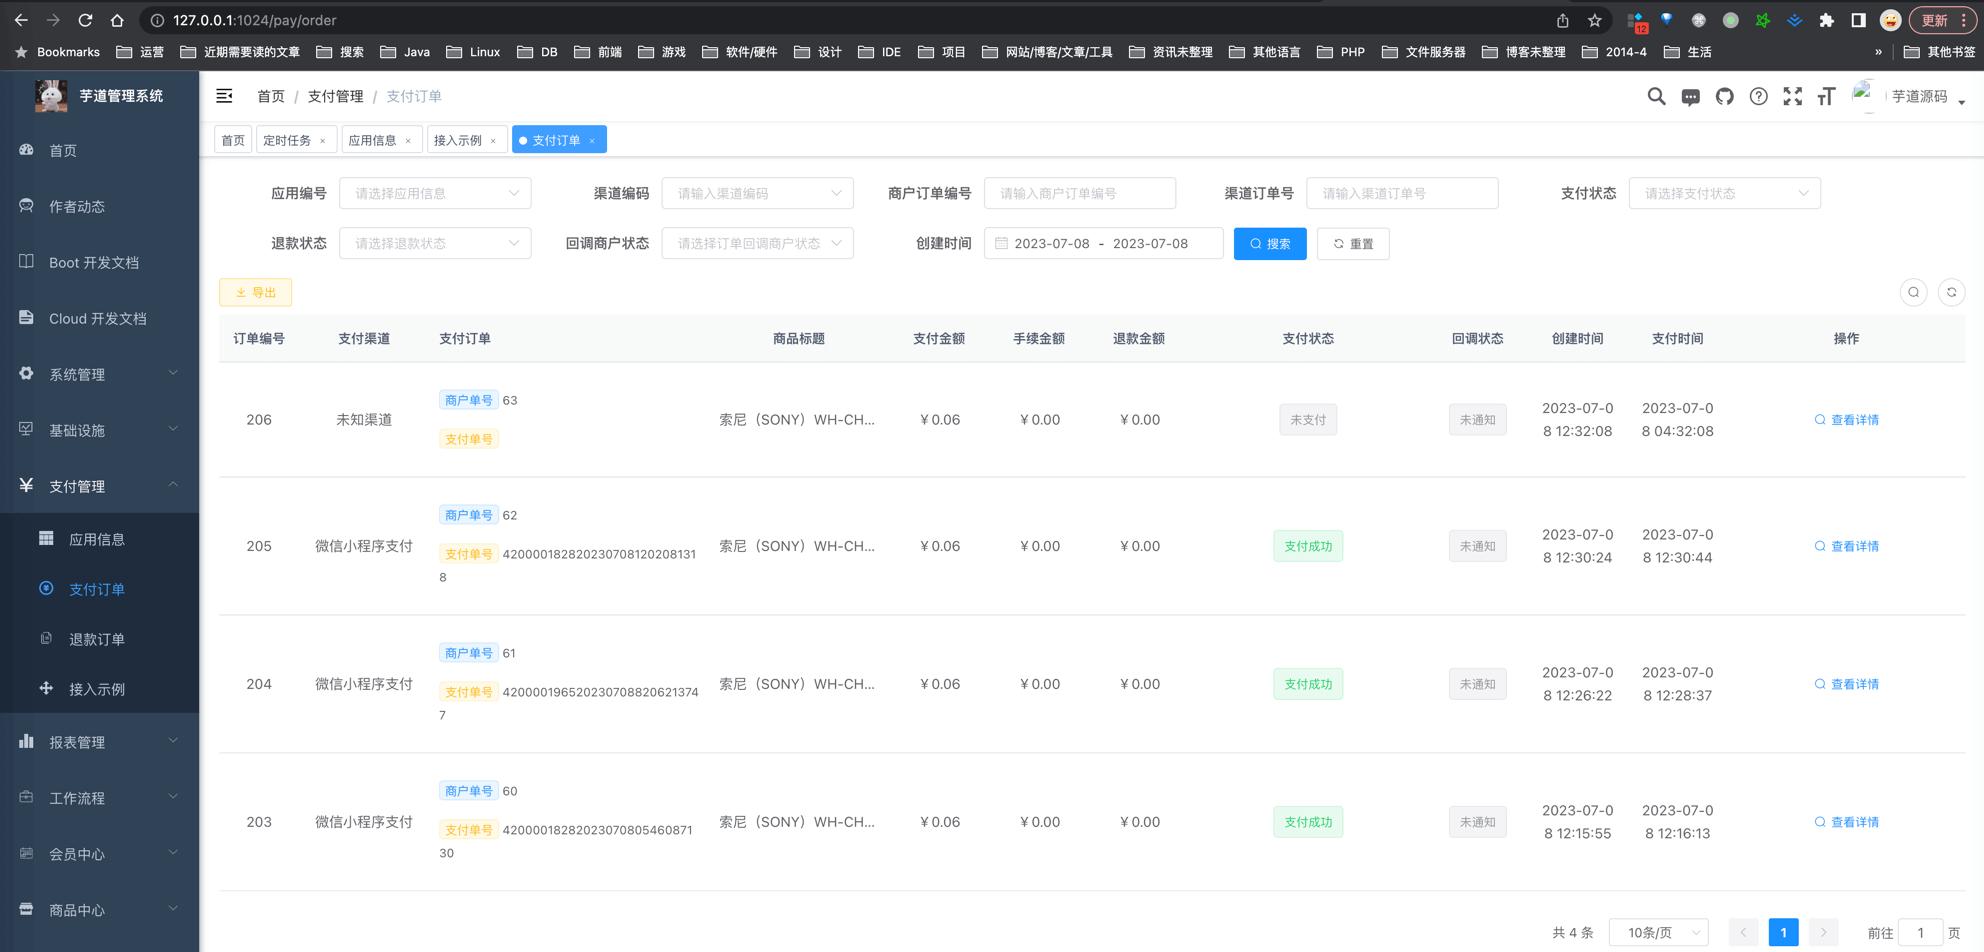 127.0.0.1:1024/pay/order
12
更新
Bookmarks 运营 近期需要读的文章 搜索 Java Linux DB 前端 游戏 软件/硬件 设计 IDE 项目 网站/博客/文章/工具 资讯未整理 其他语言 PHP 文件服务器 博客未整理 2014-4 生活 » 其他书签
芋道管理系统
首页
作者动态
Boot 开发文档
Cloud 开发文档
系统管理
基础设施
¥ 支付管理
应用信息
支付订单
退款订单
接入示例
报表管理
工作流程
会员中心
商品中心
首页 / 支付管理 / 支付订单
芋道源码
首页 定时任务 × 应用信息 × 接入示例 × 支付订单 ×
应用编号 请选择应用信息 渠道编码 请输入渠道编码 商户订单编号 请输入商户订单编号 渠道订单号 请输入渠道订单号 支付状态 请选择支付状态
退款状态 请选择退款状态 回调商户状态 请选择订单回调商户状态 创建时间 2023-07-08 - 2023-07-08 搜索 重置
导出
订单编号 支付渠道 支付订单 商品标题 支付金额 手续金额 退款金额 支付状态 回调状态 创建时间 支付时间 操作
商户单号 63
206 未知渠道 索尼（SONY）WH-CH... ￥0.06 ￥0.00 ￥0.00 未支付 未通知 2023-07-0 2023-07-0 查看详情
8 12:32:08 8 04:32:08
支付单号
商户单号 62
205 微信小程序支付 支付单号 420000182820230708120208131 索尼（SONY）WH-CH... ￥0.06 ￥0.00 ￥0.00 支付成功 未通知 2023-07-0 2023-07-0 查看详情
8 8 12:30:24 8 12:30:44
商户单号 61
204 微信小程序支付 支付单号 420000196520230708820621374 索尼（SONY）WH-CH... ￥0.06 ￥0.00 ￥0.00 支付成功 未通知 2023-07-0 2023-07-0 查看详情
7 8 12:26:22 8 12:28:37
商户单号 60
203 微信小程序支付 支付单号 42000018282023070805460871 索尼（SONY）WH-CH... ￥0.06 ￥0.00 ￥0.00 支付成功 未通知 2023-07-0 2023-07-0 查看详情
30 8 12:15:55 8 12:16:13
共 4 条 10条/页 1 前往 1 页